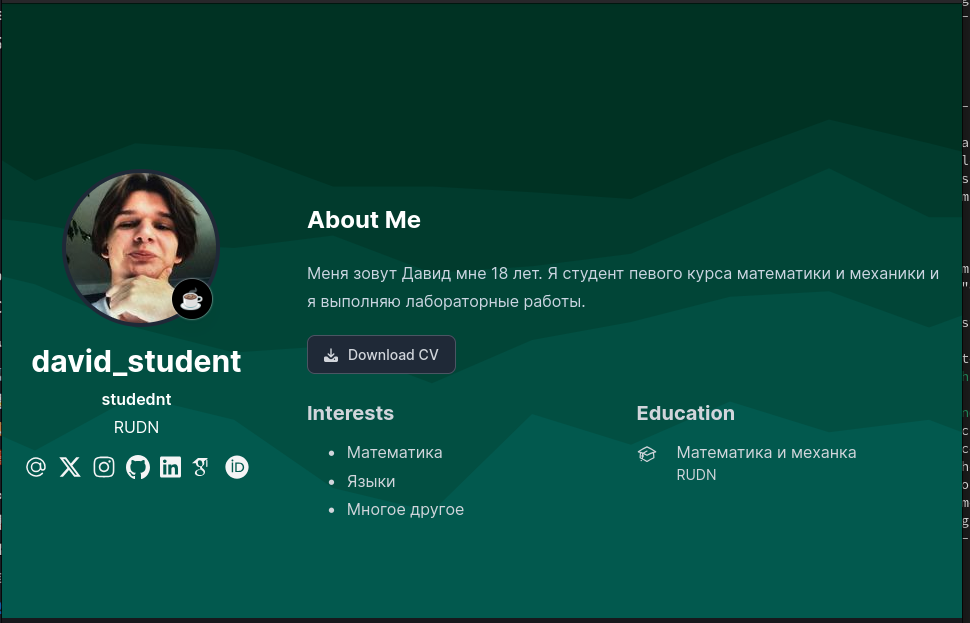 david_student
studednt
RUDN
About Me
Меня зовут Давид мне 18 лет. Я студент певого курса математики и механики и
я выполняю лабораторные работы.
Download CV
Interests
Математика
Языки
Многое другое
Education
Математика и механка
RUDN